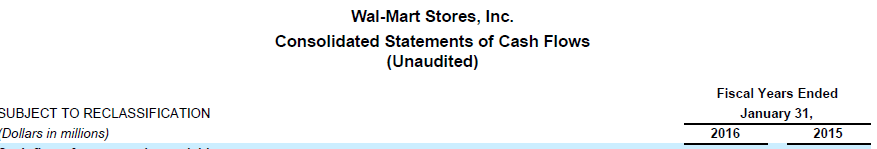 Wal-Mart Stores, Inc.
Consolidated Statements of Cash Flows
(Unaudited)
Fiscal Years Ended
SUBJECT TO RECLASSIFICATION January 31,
(Dollars in millions) 2016 2015